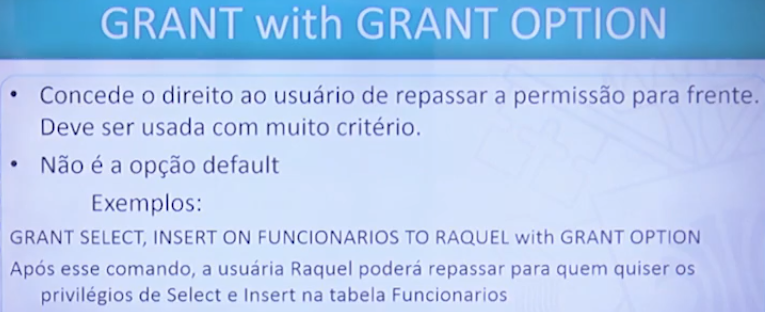 GRANT with GRANT OPTION
• Concede o direito ao usuário de repassar a permissão para frente.
Deve ser usada com muito critério.
• Não é a opção default
Exemplos:
GRANT SELECT, INSERT ON FUNCIONARIOS TO RAQUEL with GRANT OPTION
Após esse comando, a usuária Raquel poderá repassar para quem quiser os
privilégios de Select e Insert na tabela Funcionarios